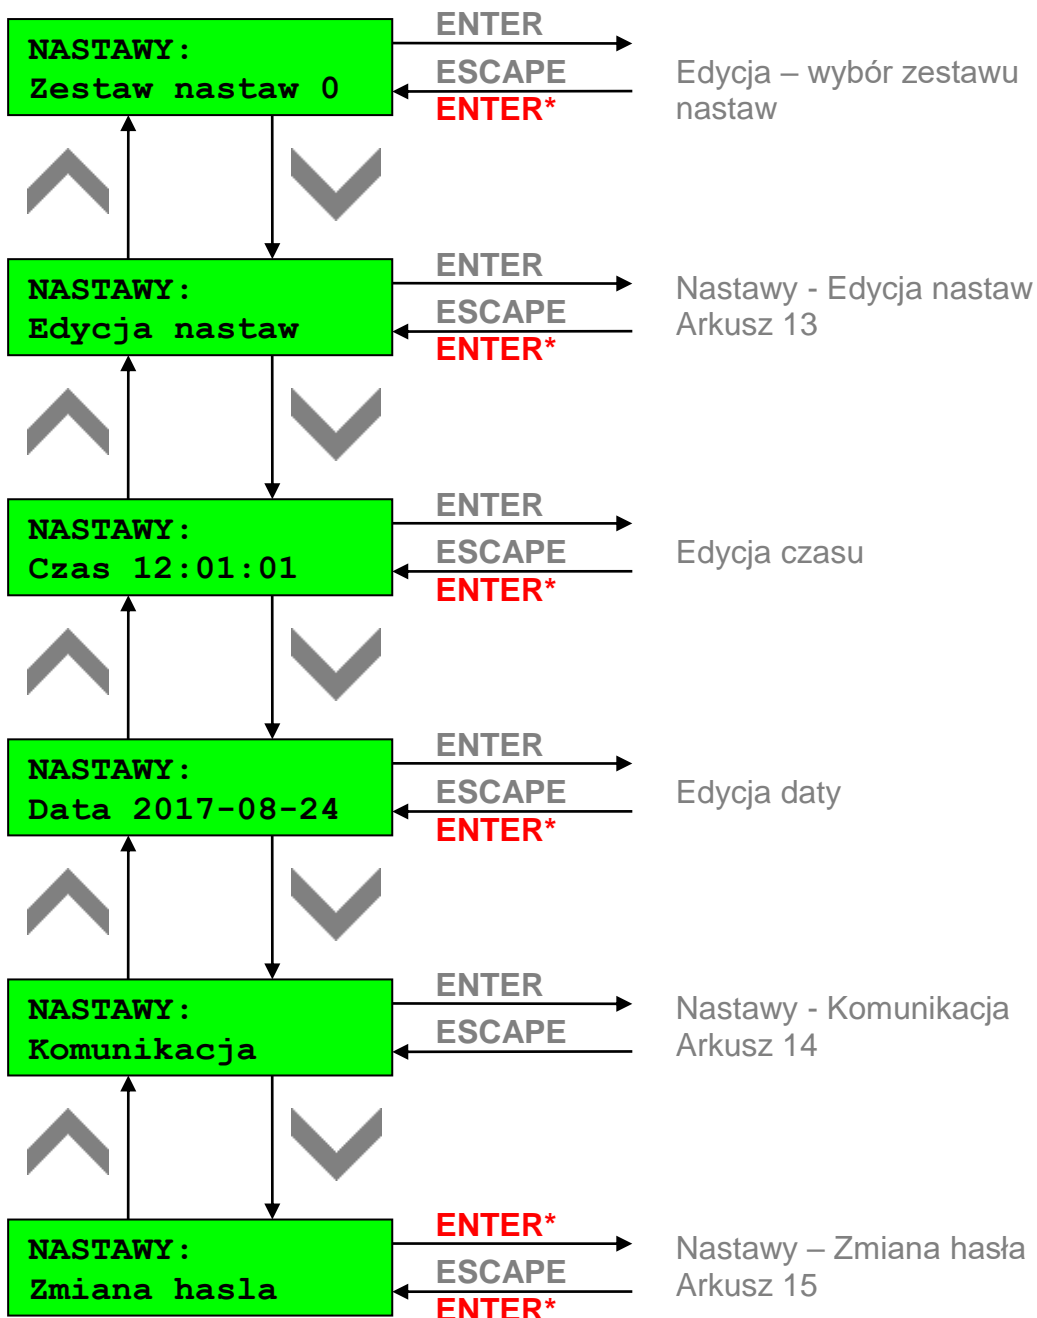 NASTAWY:
Zestaw nastaw 0
ENTER
ESCAPE
ENTER*
Edycja – wybór zestawu
nastaw
NASTAWY:
Edycja nastaw
ENTER
ESCAPE
ENTER*
Nastawy - Edycja nastaw
Arkusz 13
NASTAWY:
Czas 12:01:01
ENTER
ESCAPE
ENTER*
Edycja czasu
NASTAWY:
Data 2017-08-24
ENTER
ESCAPE
ENTER*
Edycja daty
NASTAWY:
Komunikacja
ENTER
ESCAPE
Nastawy - Komunikacja
Arkusz 14
NASTAWY:
Zmiana hasla
ENTER*
ESCAPE
ENTER*
Nastawy – Zmiana hasła
Arkusz 15